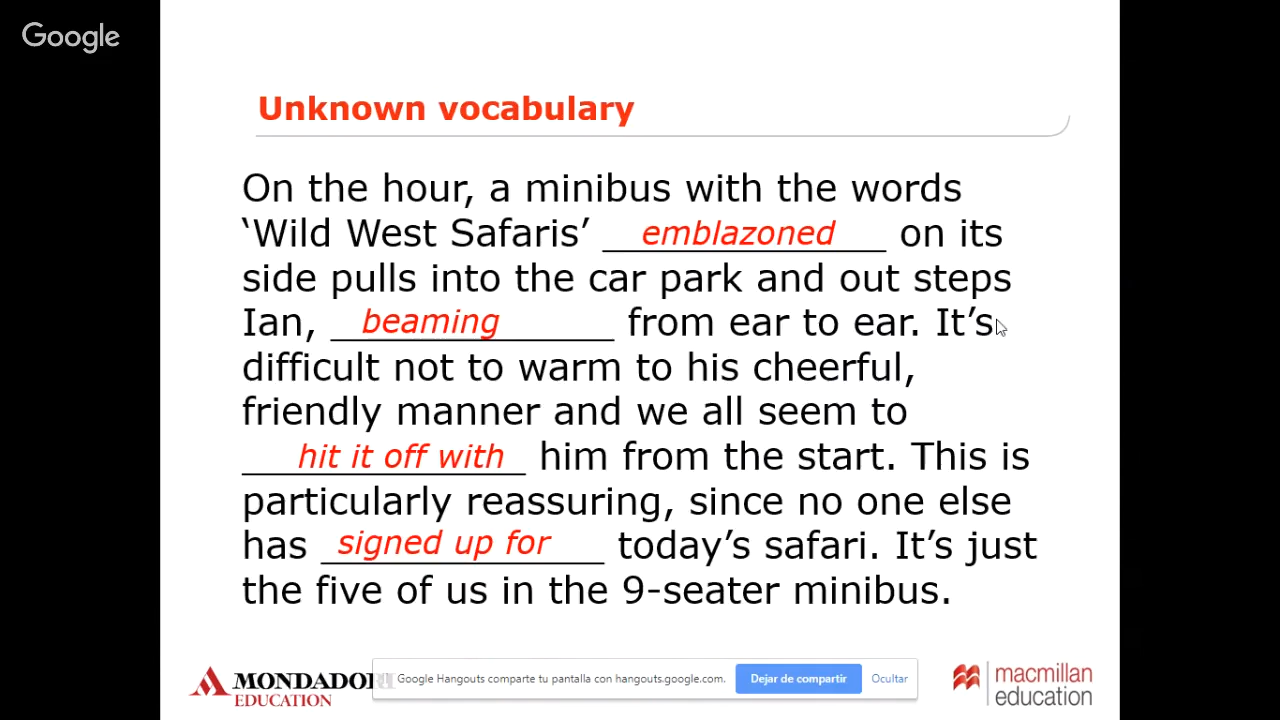 Google
Unknown vocabulary
On the hour, a minibus with the words
‘Wild West Safaris’ emblazoned on its
side pulls into the car park and out steps
Ian, beaming from ear to ear. It’s
difficult not to warm to his cheerful,
friendly manner and we all seem to
hit it off with him from the start. This is
particularly reassuring, since no one else
has signed up for today’s safari. It’s just
the five of us in the 9-seater minibus.
MONDADORI
EDUCATION
Google Hangouts comparte tu pantalla con hangouts.google.com.
Dejar de compartir
Ocultar
macmillan
education